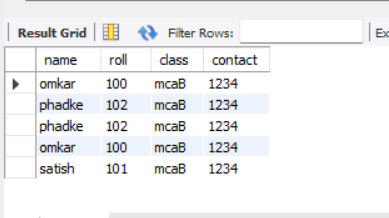 Result Grid Filter Rows: Ex
name roll class contact
omkar 100 mcaB 1234
phadke 102 mcaB 1234
phadke 102 mcaB 1234
omkar 100 mcaB 1234
satish 101 mcaB 1234